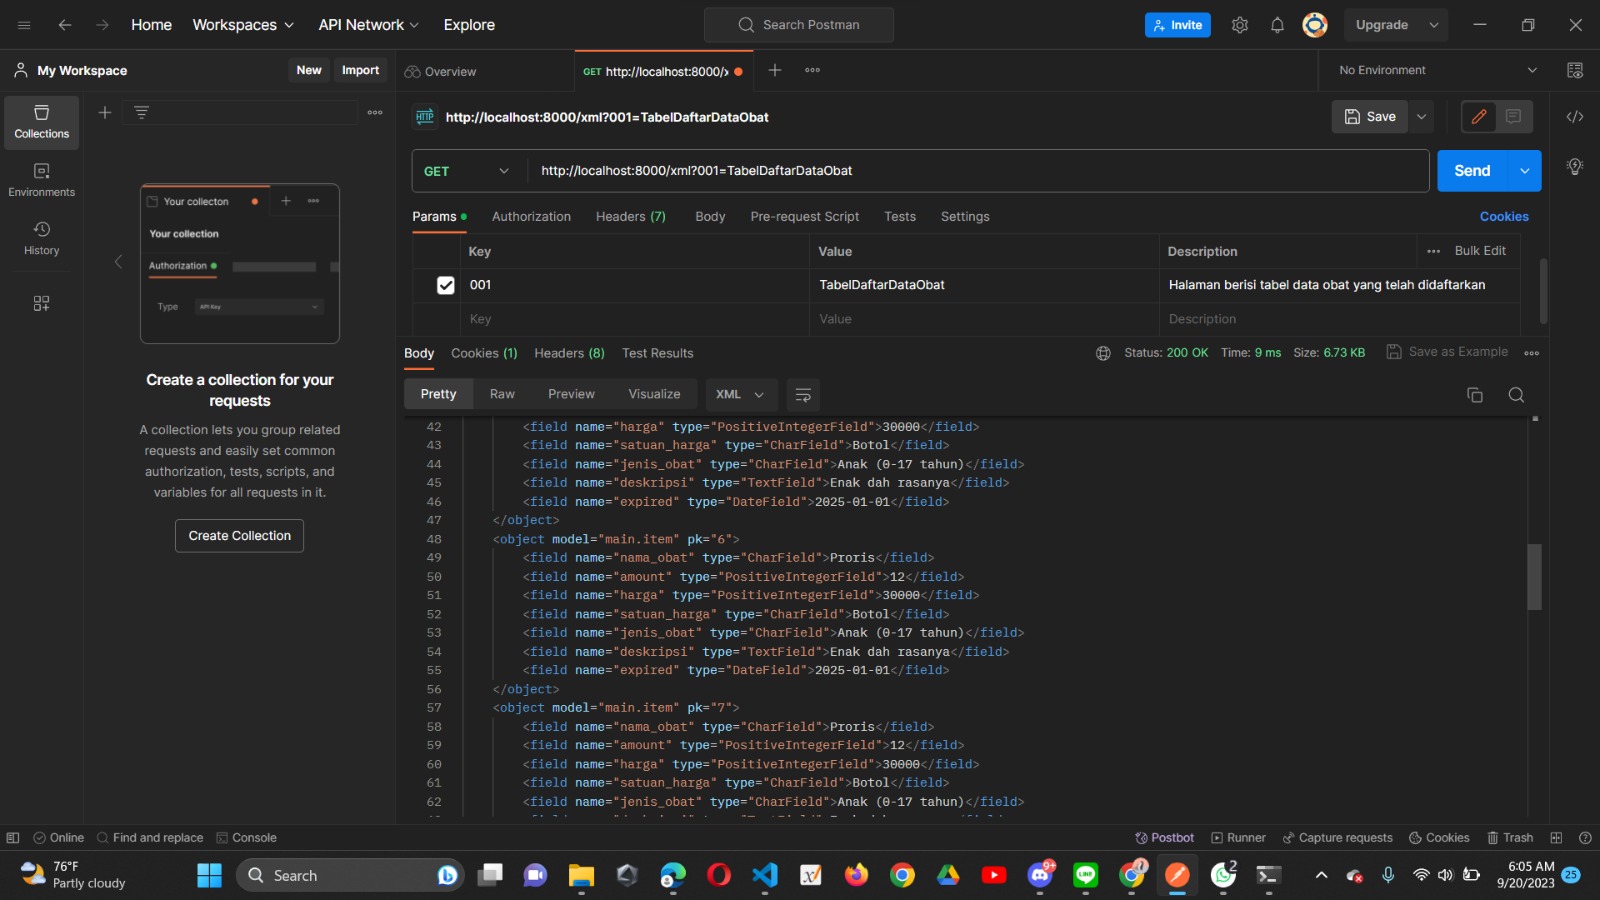 Home
Workspaces
API Network
Explore
Search Postman
Invite
Upgrade
My Workspace
New
Import
Overview
GET http://localhost:8000/x
No Environment
Collections
Environments
History
Your collecton
Your collection
Authorization
Type
API Key
Create a collection for your
requests
A collection lets you group related
requests and easily set common
authorization, tests, scripts, and
variables for all requests in it.
Create Collection
HTTP
http://localhost:8000/xml?001=TabelDaftarDataObat
Save
GET
http://localhost:8000/xml?001=TabelDaftarDataObat
Send
Params
Authorization
Headers (7)
Body
Pre-request Script
Tests
Settings
Cookies
Key
Value
Description
Bulk Edit
001
TabelDaftarDataObat
Halaman berisi tabel data obat yang telah didaftarkan
Key
Value
Description
Body
Cookies (1)
Headers (8)
Test Results
Status: 200 OK
Time: 9 ms
Size: 6.73 KB
Save as Example
Pretty
Raw
Preview
Visualize
XML
42 <field name="harga" type="PositiveIntegerField">30000</field>
43 <field name="satuan_harga" type="CharField">Botol</field>
44 <field name="jenis_obat" type="CharField">Anak (0-17 tahun)</field>
45 <field name="deskripsi" type="TextField">Enak dah rasanya</field>
46 <field name="expired" type="DateField">2025-01-01</field>
47 </object>
48 <object model="main.item" pk="6">
49 <field name="nama_obat" type="CharField">Proris</field>
50 <field name="amount" type="PositiveIntegerField">12</field>
51 <field name="harga" type="PositiveIntegerField">30000</field>
52 <field name="satuan_harga" type="CharField">Botol</field>
53 <field name="jenis_obat" type="CharField">Anak (0-17 tahun)</field>
54 <field name="deskripsi" type="TextField">Enak dah rasanya</field>
55 <field name="expired" type="DateField">2025-01-01</field>
56 </object>
57 <object model="main.item" pk="7">
58 <field name="nama_obat" type="CharField">Proris</field>
59 <field name="amount" type="PositiveIntegerField">12</field>
60 <field name="harga" type="PositiveIntegerField">30000</field>
61 <field name="satuan_harga" type="CharField">Botol</field>
62 <field name="jenis_obat" type="CharField">Anak (0-17 tahun)</field>
Online
Find and replace
Console
Postbot
Runner
Capture requests
Cookies
Trash
76°F
Partly cloudy
Search
9+
LINE
2
6:05 AM
9/20/2023
25